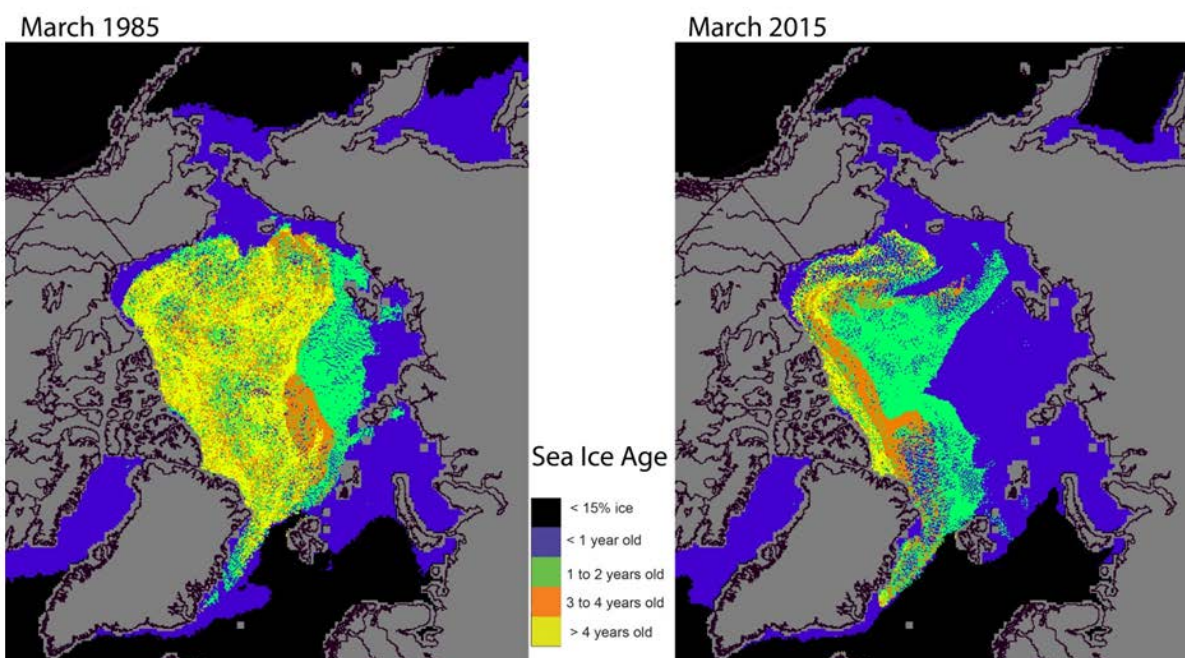 March 1985
March 2015
Sea Ice Age
< 15% ice
< 1 year old
1 to 2 years old
3 to 4 years old
> 4 years old